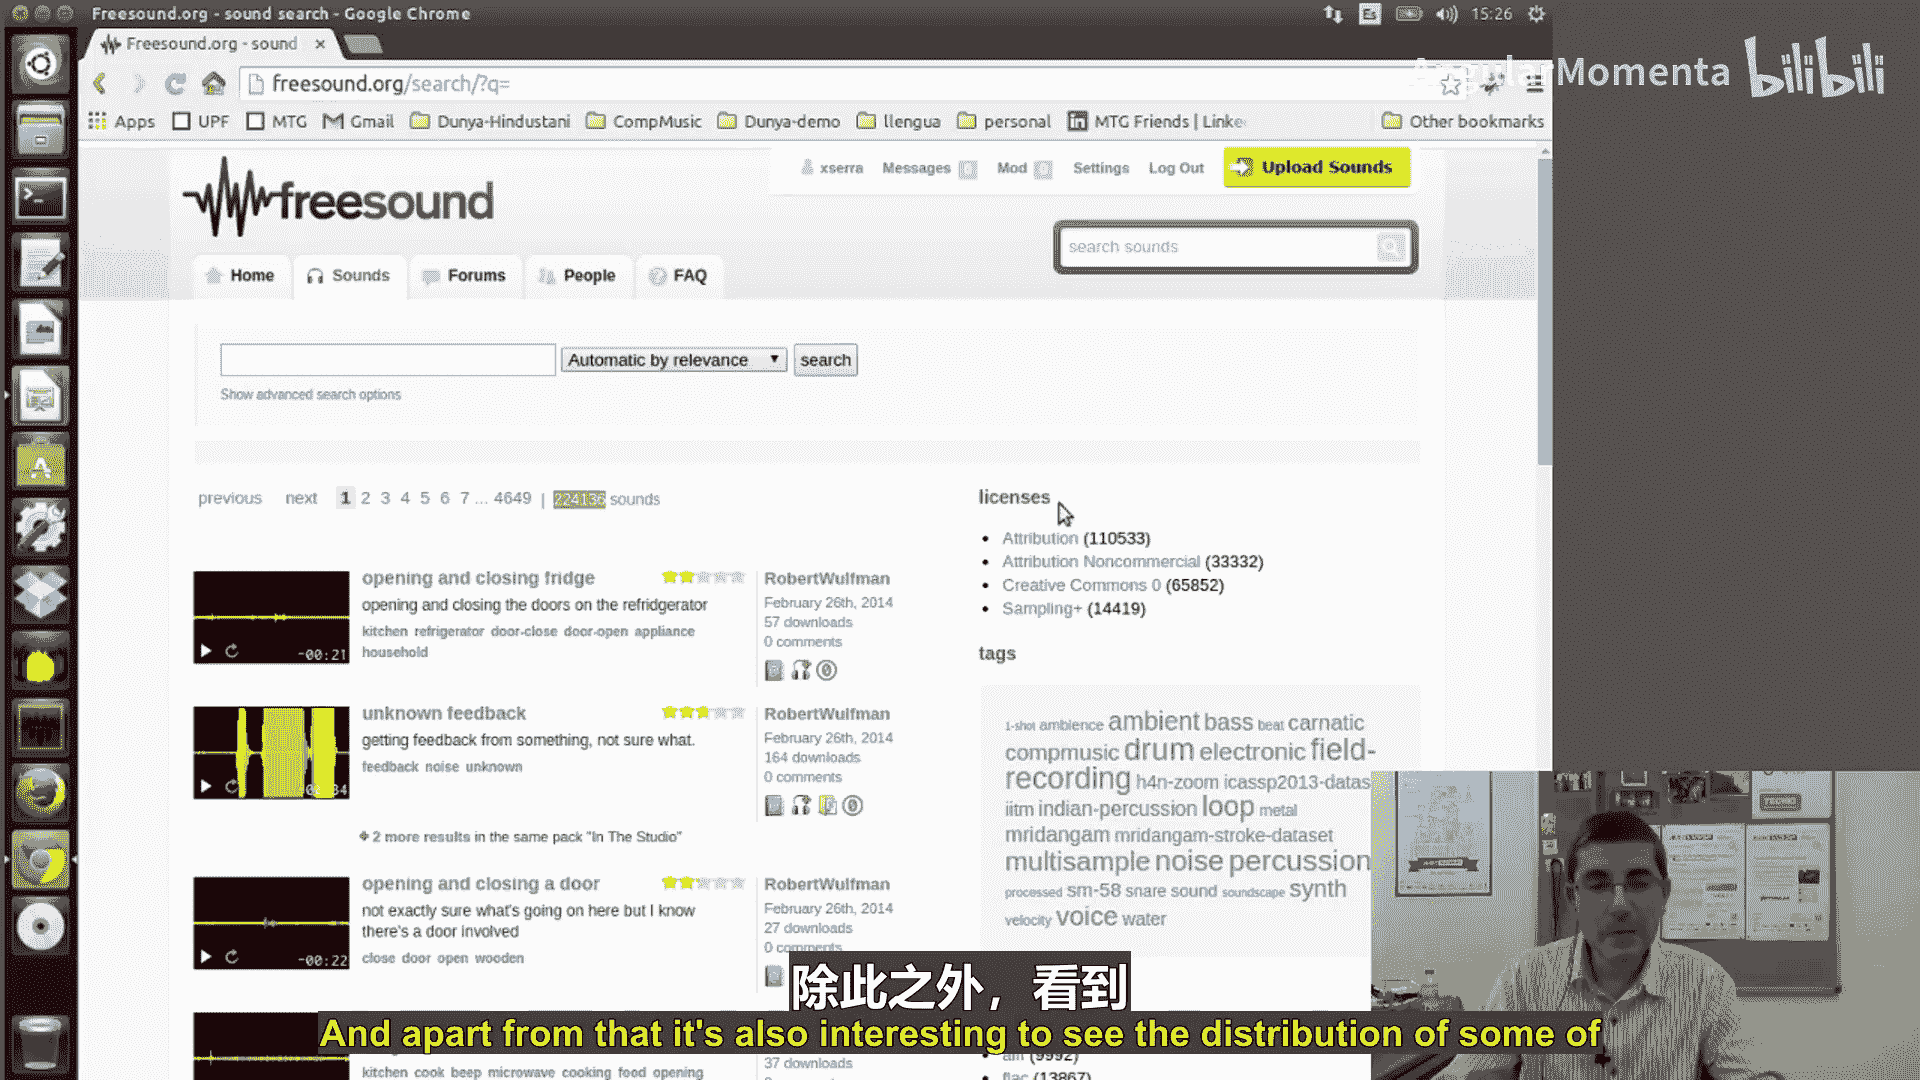 Freesound.org - sound search - Google Chrome
Es
15:26
Freesound.org - sound
freesound.org/search/?q=
AngularMomenta bilibili
Apps UPF MTG Gmail Dunya-Hindustani CompMusic Dunya-demo llengua personal MTG Friends | Linke Other bookmarks
xserra Messages Mod Settings Log Out Upload Sounds
freesound
search sounds
Home Sounds Forums People FAQ
Automatic by relevance search
Show advanced search options
previous next 1 2 3 4 5 6 7 ... 4649 | sounds
licenses
Attribution (110533)
Attribution Noncommercial (33332)
Creative Commons 0 (65852)
Sampling+ (14419)
tags
1-shot ambience ambient bass beat carnatic
compmusic drum electronic field-
recording h4n-zoom icassp2013-datas
iitm indian-percussion loop metal
mridangam mridangam-stroke-dataset
multisample noise percussion
processed sm-58 snare sound soundscape synth
velocity voice water
opening and closing fridge
opening and closing the doors on the refridgerator
kitchen refrigerator door-close door-open appliance
household
-00:21
RobertWulfman
February 26th, 2014
57 downloads
0 comments
unknown feedback
getting feedback from something, not sure what.
feedback noise unknown
RobertWulfman
February 26th, 2014
164 downloads
0 comments
2 more results in the same pack "In The Studio"
opening and closing a door
not exactly sure what's going on here but I know
there's a door involved
close door open wooden
-00:22
RobertWulfman
February 26th, 2014
27 downloads
0 comments
除此之外，看到
And apart from that it's also interesting to see the distribution of some of
37 downloads
kitchen cook beep microwave cooking food opening
(9992)
flac (13867)